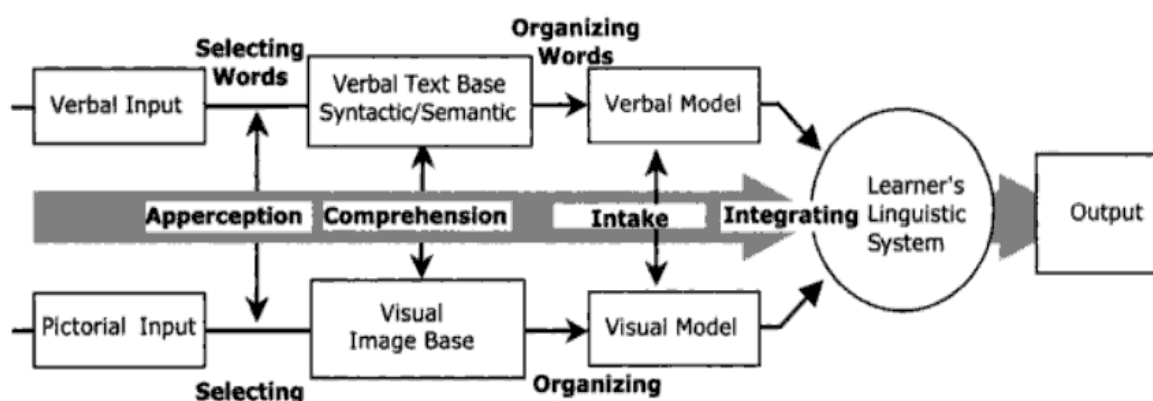 Selecting
Words
Organizing
Words
Verbal Input
Verbal Text Base
Syntactic/Semantic
Verbal Model
Apperception
Comprehension
Intake
Integrating
Learner's
Linguistic
System
Output
Pictorial Input
Visual
Image Base
Visual Model
Selecting
Organizing